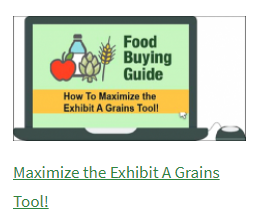 Food
Buying
Guide
How To Maximize the
Exhibit A Grains Tool!
Maximize the Exhibit A Grains
Tool!